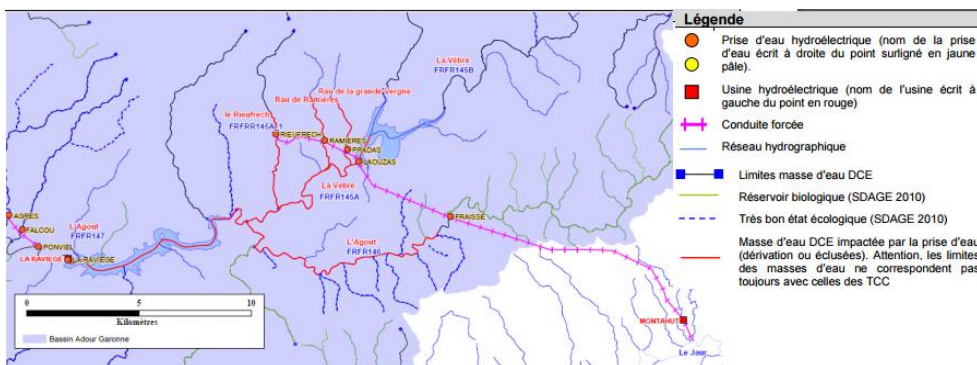 La Vèbre
FRFR145B
Rau de la grande Vergne
Rau de Ramières
le Rieufrech
FRFRR145A_1
RIEUFRECH
RAMIERES
PRADAS
LAOUZAS
La Vèbre
FRFR145A
AGRES
FALCOU
L'Agout
FRFR147
PONVIEL
LA RAVIEGE
LA RAVIEGE
FRAISSE
L'Agout
FRFR146
MONTAHUT
Le Jaur
0 5 10
Kilomètres
Bassin Adour Garonne
Légende
Prise d'eau hydroélectrique (nom de la prise
d'eau écrit à droite du point surligné en jaune
pâle).
Usine hydroélectrique (nom de l'usine écrit à
gauche du point en rouge)
Conduite forcée
Réseau hydrographique
Limites masse d'eau DCE
Réservoir biologique (SDAGE 2010)
Très bon état écologique (SDAGE 2010)
Masse d'eau DCE impactée par la prise d'eau
(dérivation ou éclusées). Attention, les limites
des masses d'eau ne correspondent pas
toujours avec celles des TCC